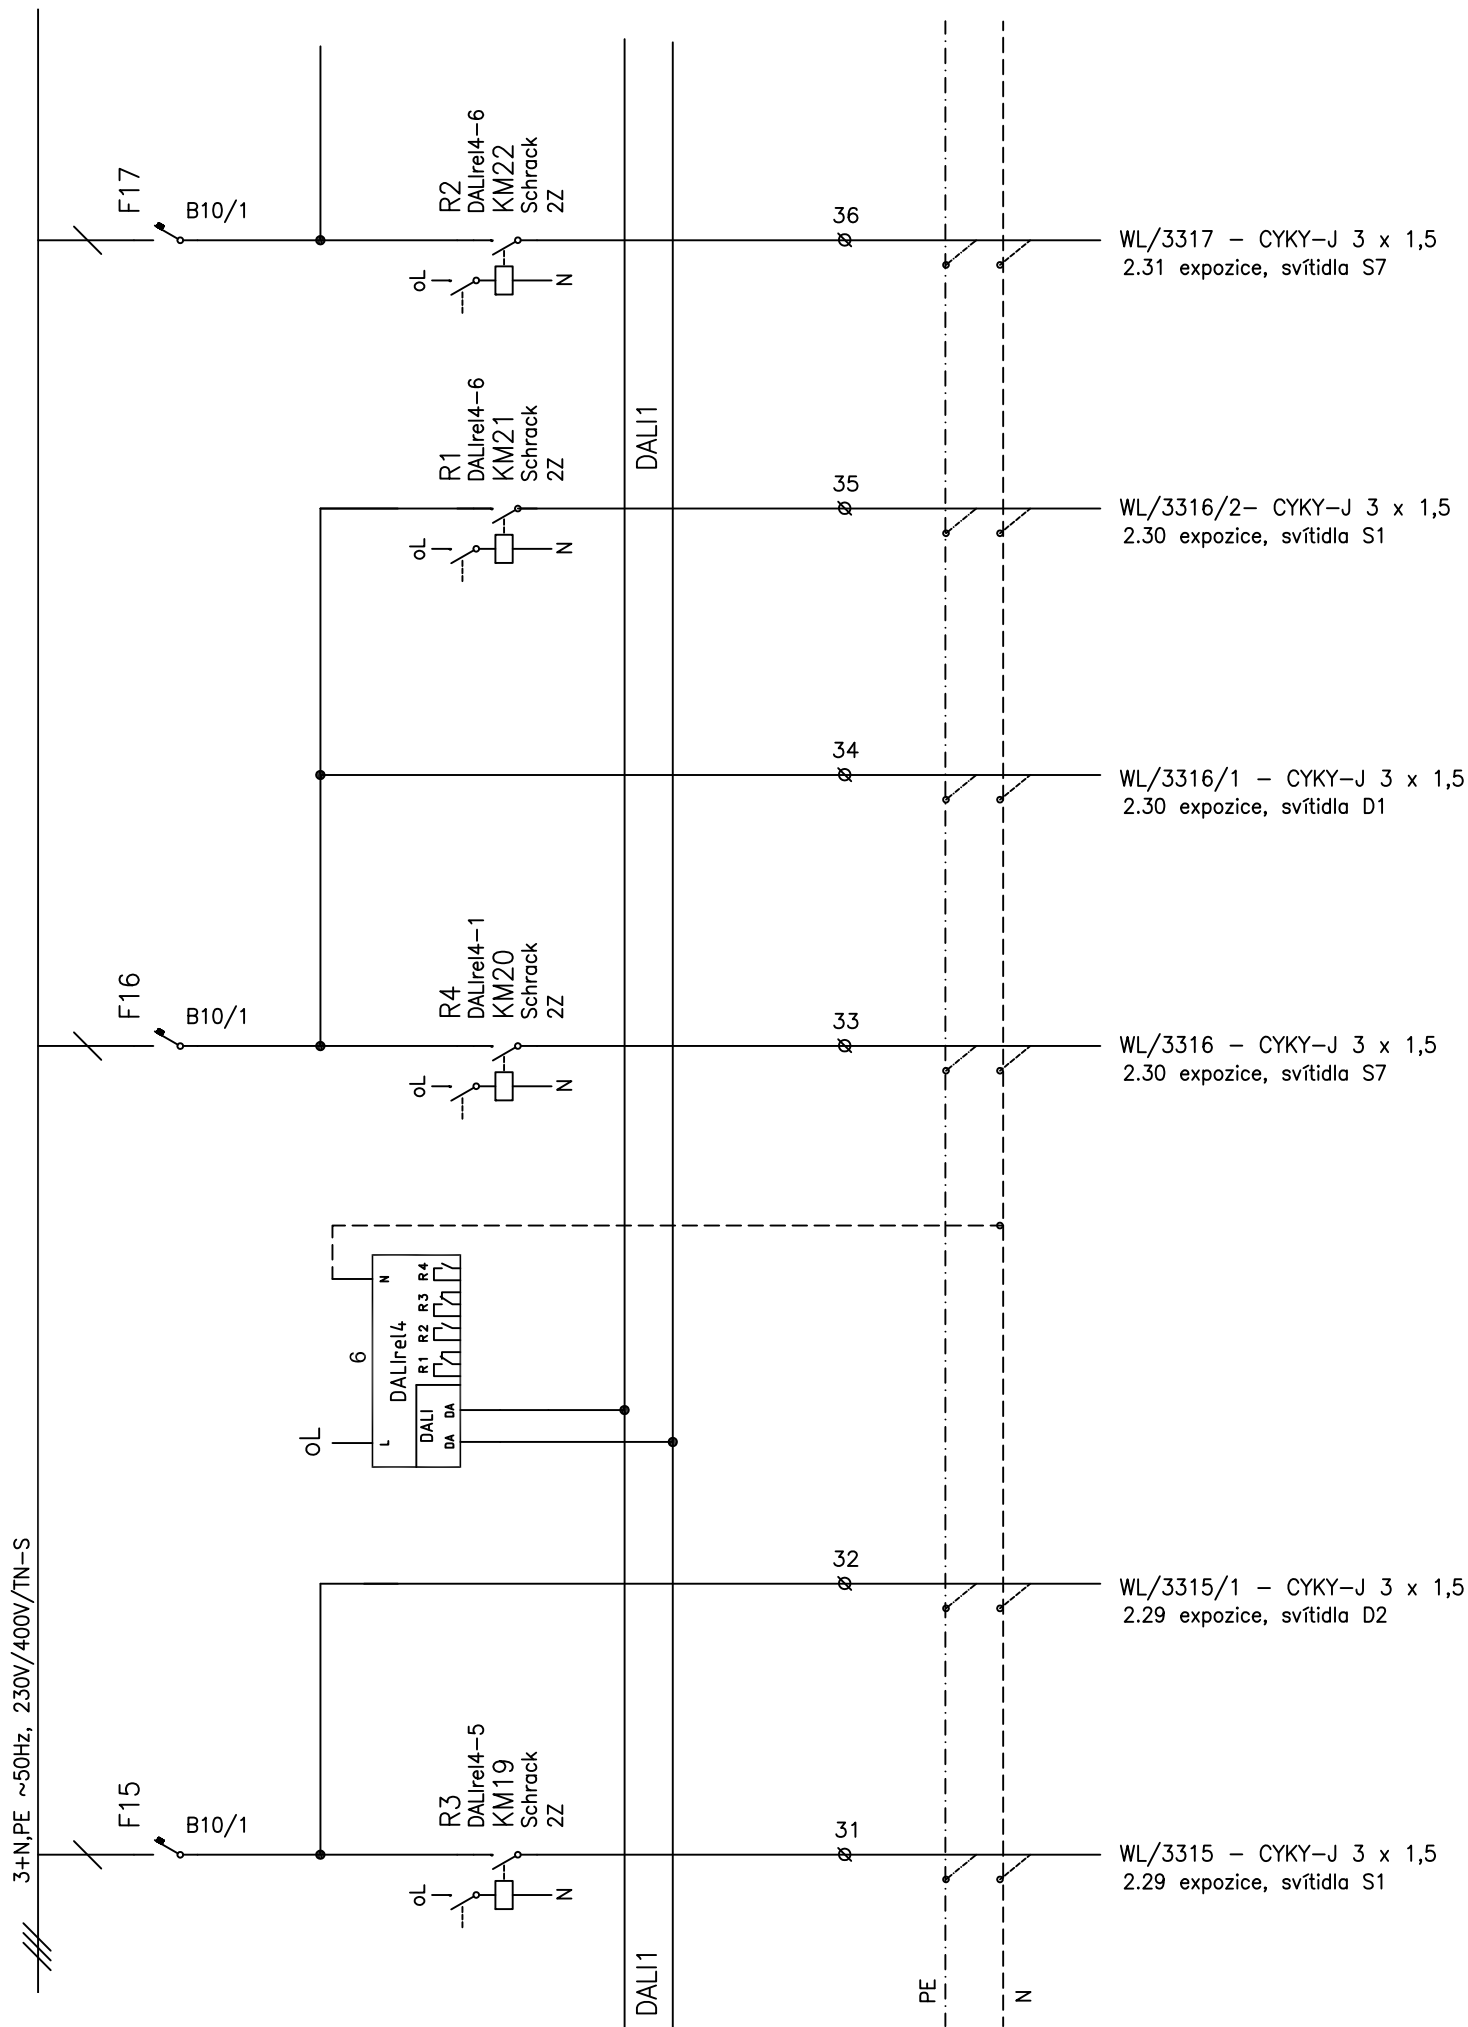 F17
B10/1
R2
DALIrel4-6
KM22
Schrack
2Z
oL
N
36
WL/3317 - CYKY-J 3 x 1,5
2.31 expozice, svítidla S7
R1
DALIrel4-6
KM21
Schrack
2Z
oL
N
DALI1
35
WL/3316/2- CYKY-J 3 x 1,5
2.30 expozice, svítidla S1
34
WL/3316/1 - CYKY-J 3 x 1,5
2.30 expozice, svítidla D1
F16
B10/1
R4
DALIrel4-1
KM20
Schrack
2Z
oL
N
33
WL/3316 - CYKY-J 3 x 1,5
2.30 expozice, svítidla S7
6
DALIrel4
oL
L
N
DALI
DA DA
R1 R2 R3 R4
32
WL/3315/1 - CYKY-J 3 x 1,5
2.29 expozice, svítidla D2
3+N,PE ~50Hz, 230V/400V/TN-S
F15
B10/1
R3
DALIrel4-5
KM19
Schrack
2Z
oL
N
31
WL/3315 - CYKY-J 3 x 1,5
2.29 expozice, svítidla S1
DALI1
PE
N